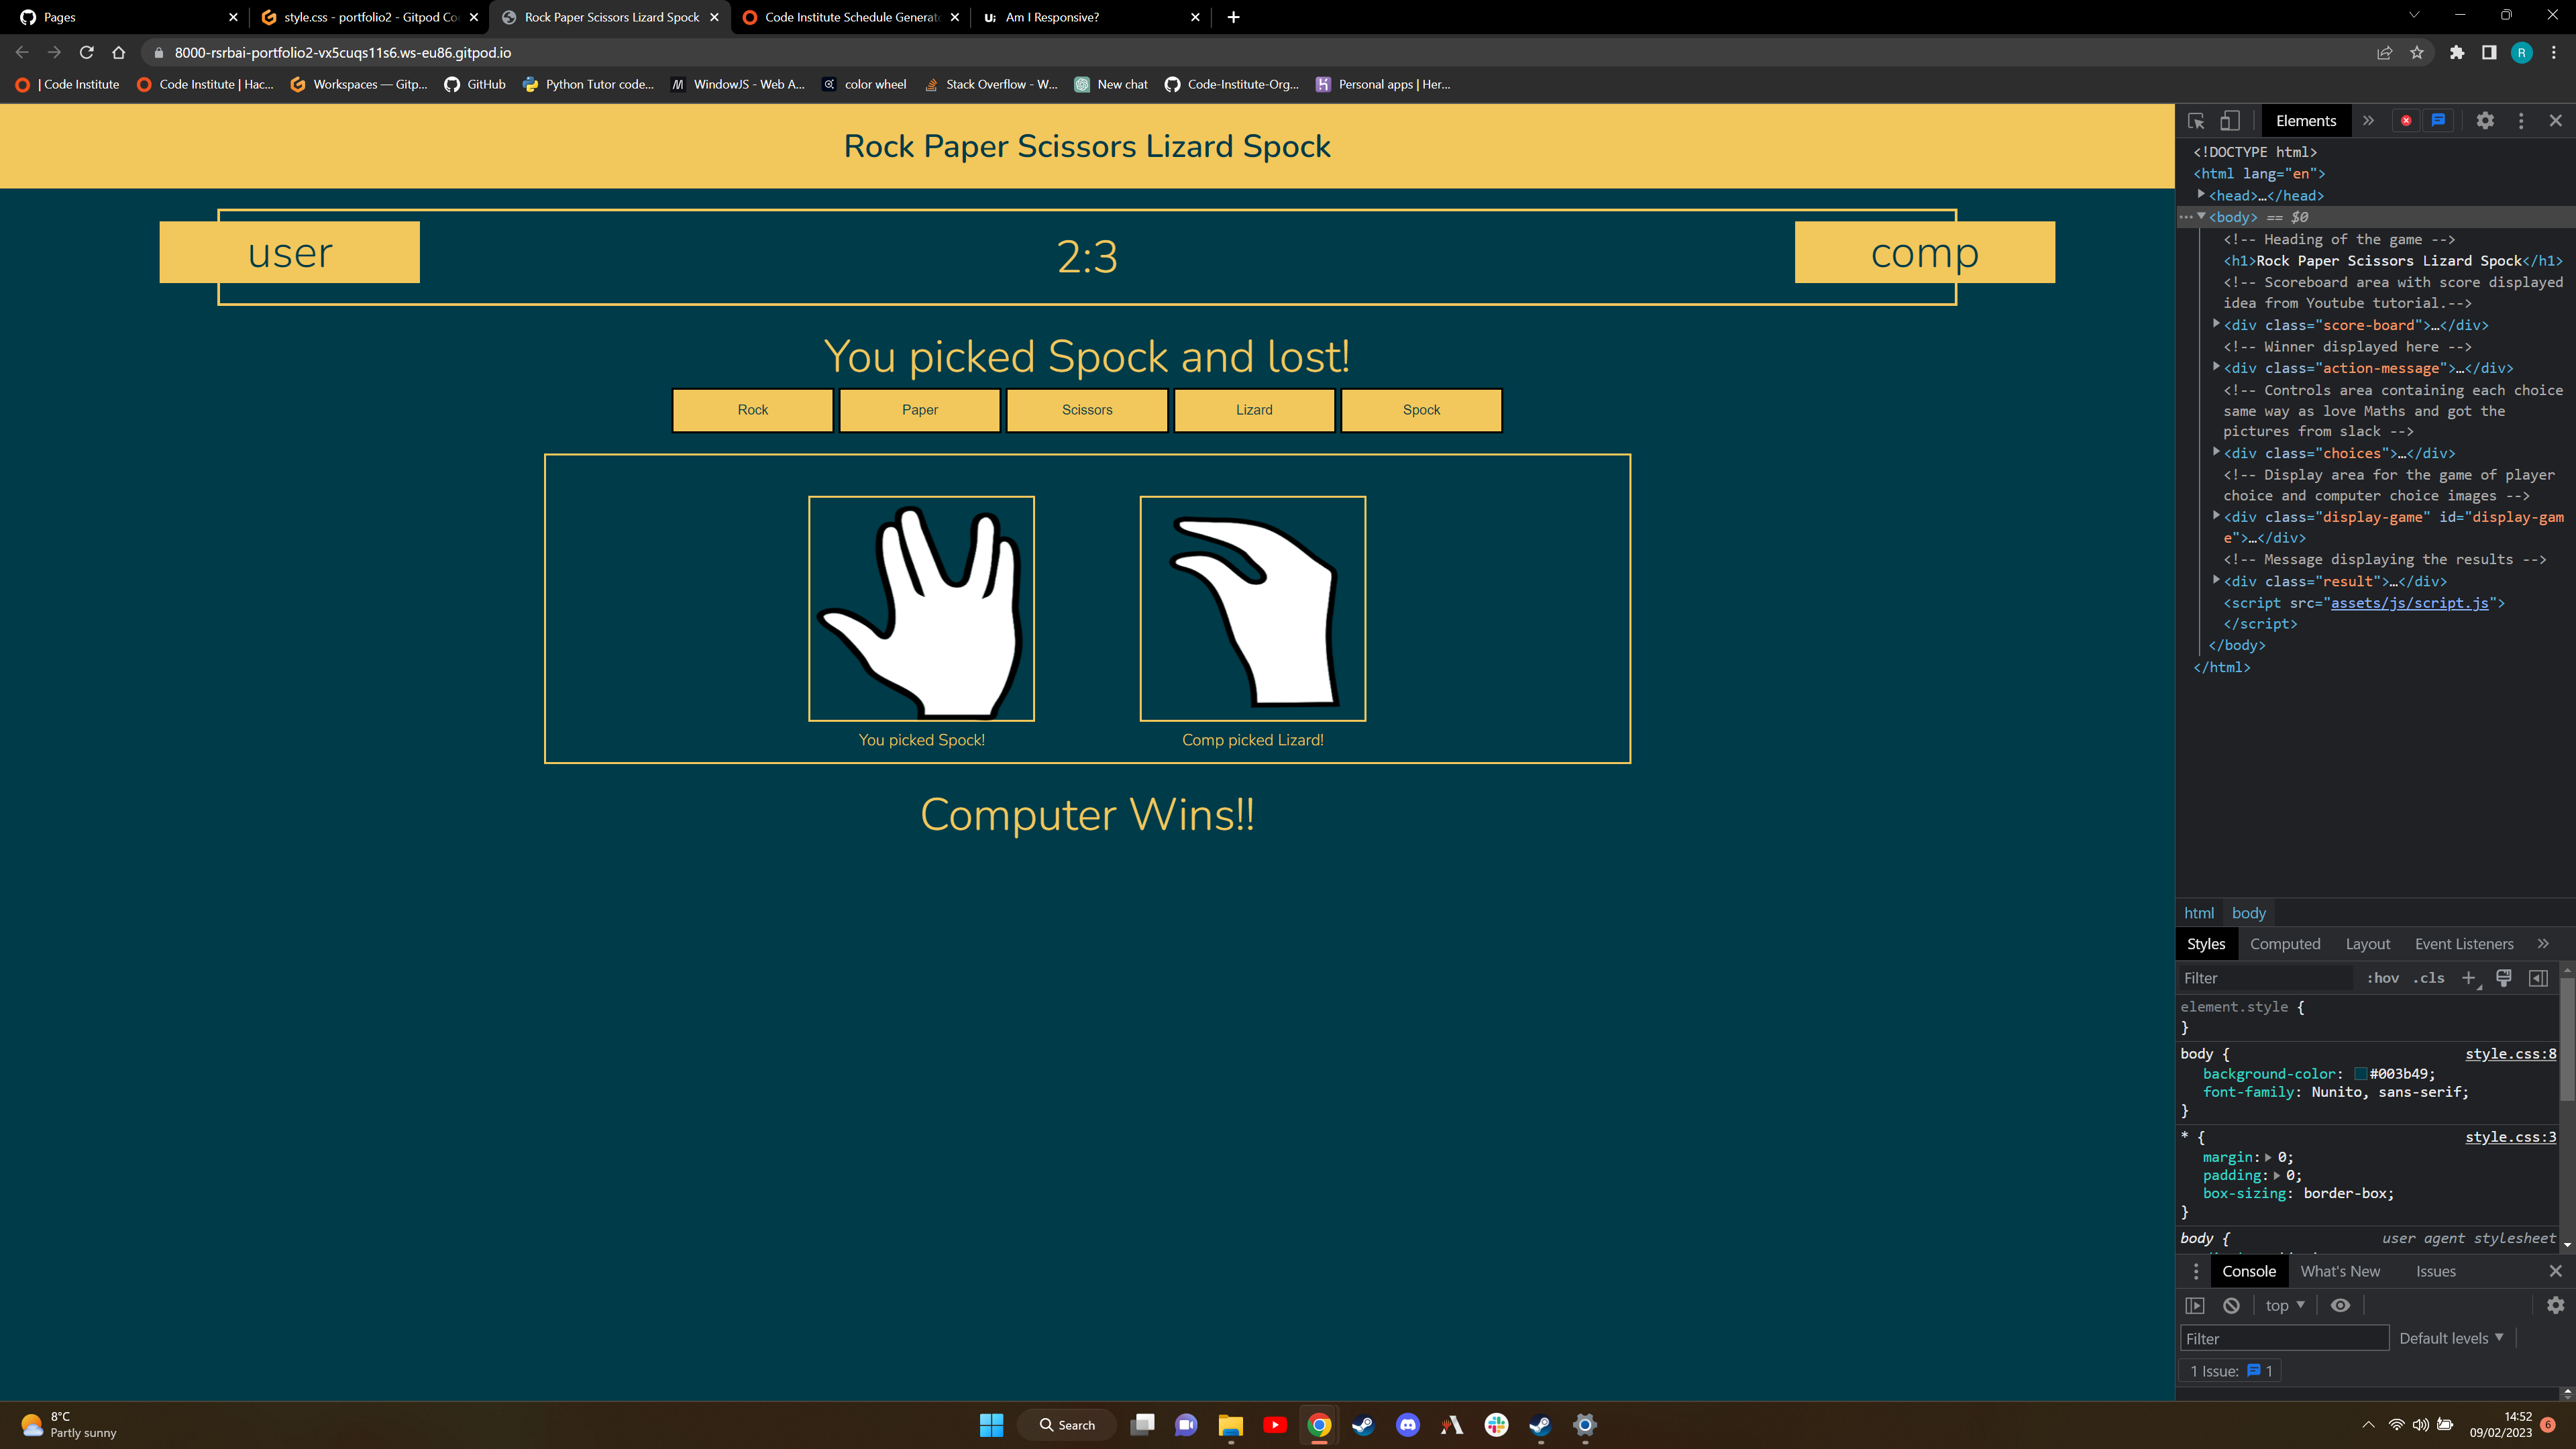 Pages
style.css - portfolio2 - Gitpod Co
Rock Paper Scissors Lizard Spock
Code Institute Schedule Generato
Am I Responsive?
8000-rsrbai-portfolio2-vx5cuqs11s6.ws-eu86.gitpod.io
R
| Code Institute
Code Institute | Hac...
Workspaces — Gitp...
GitHub
Python Tutor code...
WindowJS - Web A...
color wheel
Stack Overflow - W...
New chat
Code-Institute-Org...
Personal apps | Her...
Rock Paper Scissors Lizard Spock
user
2:3
comp
You picked Spock and lost!
Rock
Paper
Scissors
Lizard
Spock
You picked Spock!
Comp picked Lizard!
Computer Wins!!
Elements
<!DOCTYPE html>
<html lang="en">
<head>…</head>
<body> == $0
<!-- Heading of the game -->
<h1>Rock Paper Scissors Lizard Spock</h1>
<!-- Scoreboard area with score displayed
idea from Youtube tutorial.-->
<div class="score-board">…</div>
<!-- Winner displayed here -->
<div class="action-message">…</div>
<!-- Controls area containing each choice
same way as love Maths and got the
pictures from slack -->
<div class="choices">…</div>
<!-- Display area for the game of player
choice and computer choice images -->
<div class="display-game" id="display-gam
e">…</div>
<!-- Message displaying the results -->
<div class="result">…</div>
<script src="assets/js/script.js">
</script>
</body>
</html>
html body
Styles Computed Layout Event Listeners
Filter :hov .cls
element.style {
}
body { style.css:8
background-color: #003b49;
font-family: Nunito, sans-serif;
}
* { style.css:3
margin: 0;
padding: 0;
box-sizing: border-box;
}
body { user agent stylesheet
Console What's New Issues
top
Filter Default levels
1 Issue: 1
8°C
Partly sunny
Search
14:52
09/02/2023
6